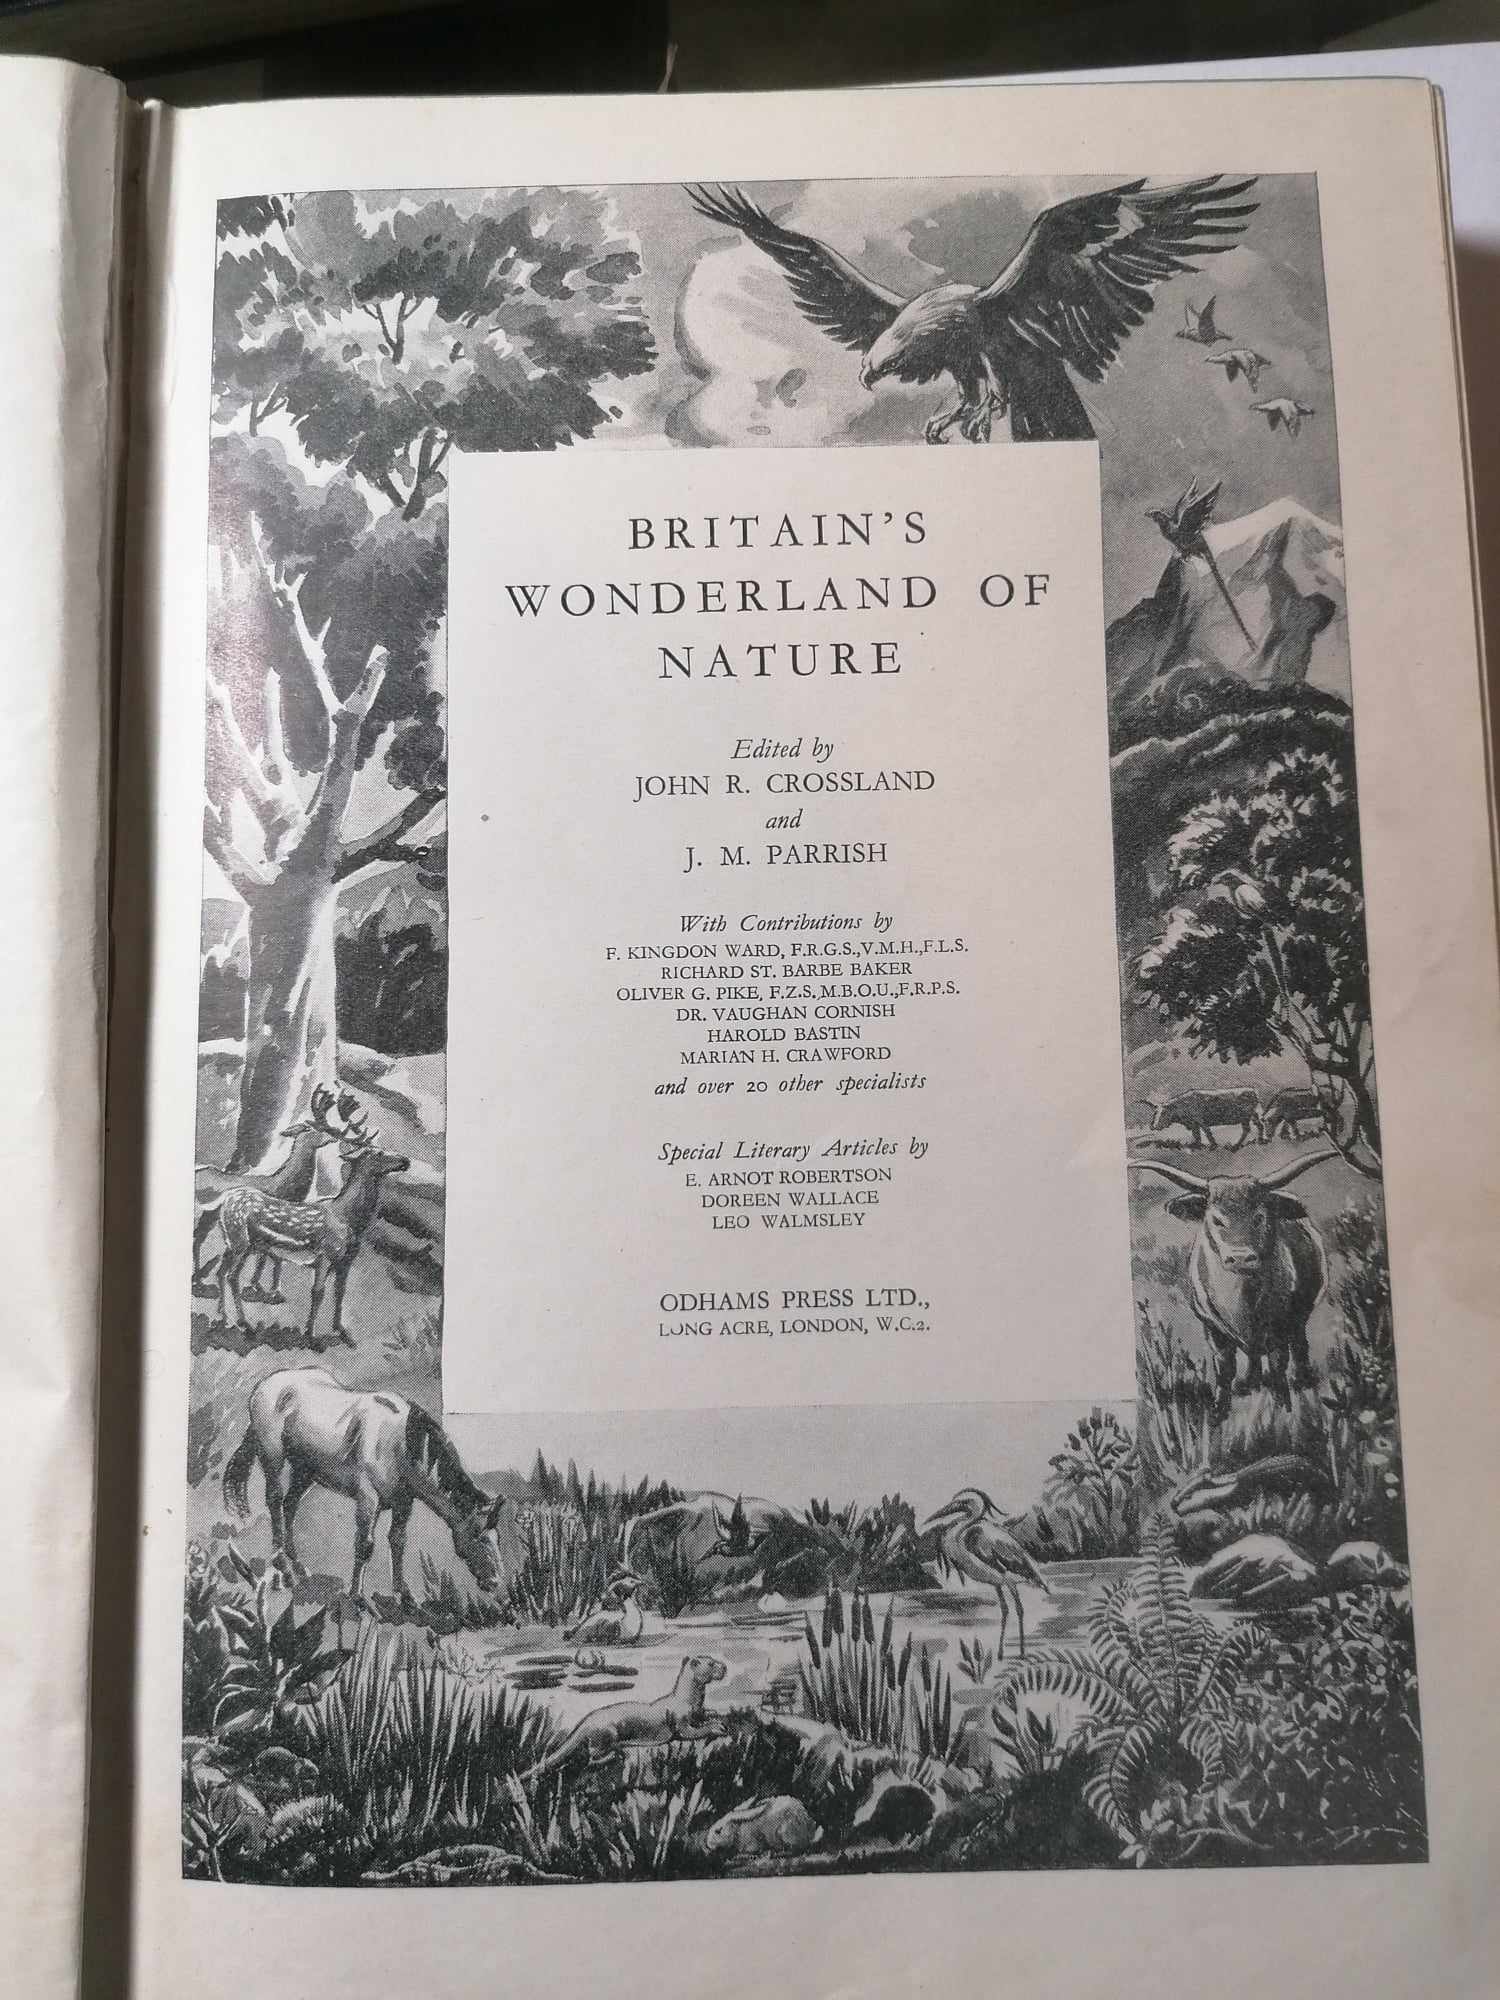 BRITAIN'S
WONDERLAND OF
NATURE
Edited by
JOHN R. CROSSLAND
and
J. M. PARRISH
With Contributions by
F. KINGDON WARD, F.R.G.S.,V.M.H.,F.L.S.
RICHARD ST. BARBE BAKER
OLIVER G. PIKE, F.Z.S.,M.B.O.U.,F.R.P.S.
DR. VAUGHAN CORNISH
HAROLD BASTIN
MARIAN H. CRAWFORD
and over 20 other specialists
Special Literary Articles by
E. ARNOT ROBERTSON
DOREEN WALLACE
LEO WALMSLEY
ODHAMS PRESS LTD.,
LONG ACRE, LONDON, W.C.2.